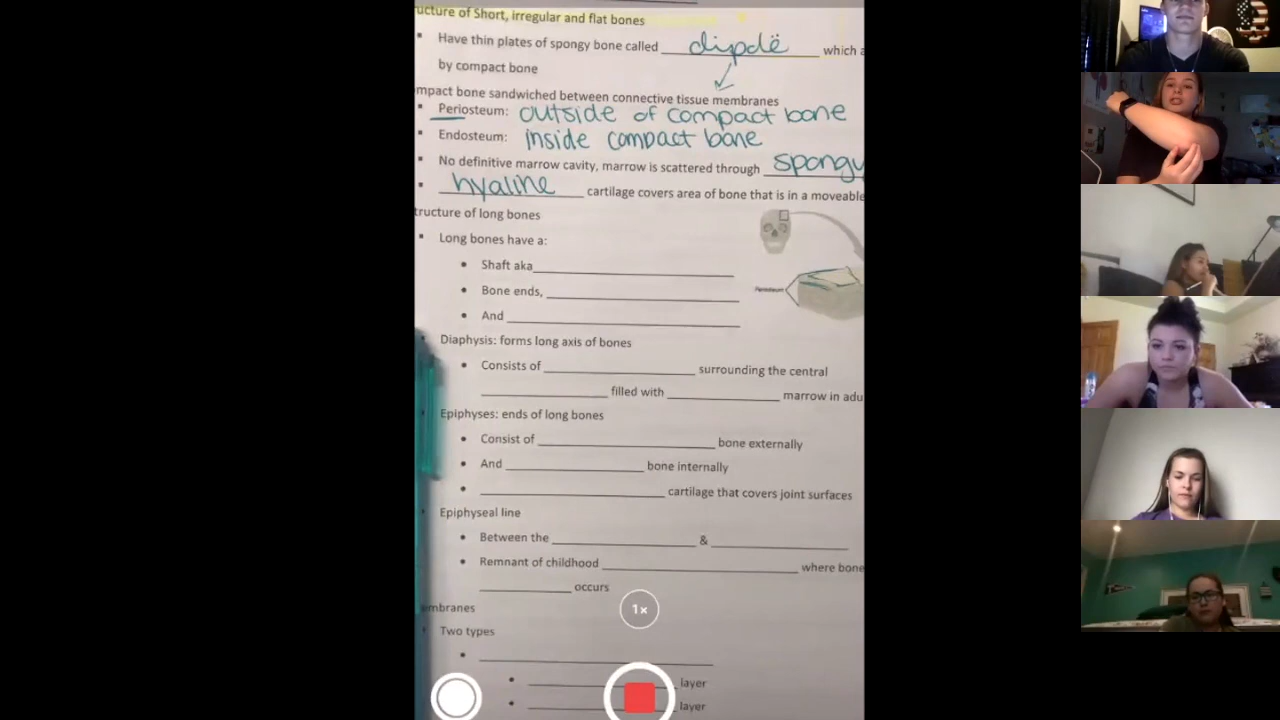 ucture of Short, irregular and flat bones
Have thin plates of spongy bone called dipdë which a
by compact bone
mpact bone sandwiched between connective tissue membranes
Periosteum: outside of compact bone
Endosteum: inside compact bone
No definitive marrow cavity, marrow is scattered through spongy
hyaline cartilage covers area of bone that is in a moveable
tructure of long bones
Long bones have a:
Shaft aka
Bone ends,
Periosteum
And
Diaphysis: forms long axis of bones
Consists of surrounding the central
filled with marrow in adu
Epiphyses: ends of long bones
Consist of bone externally
And bone internally
cartilage that covers joint surfaces
Epiphyseal line
Between the &
Remnant of childhood where bone
occurs
embranes
1×
Two types
layer
layer